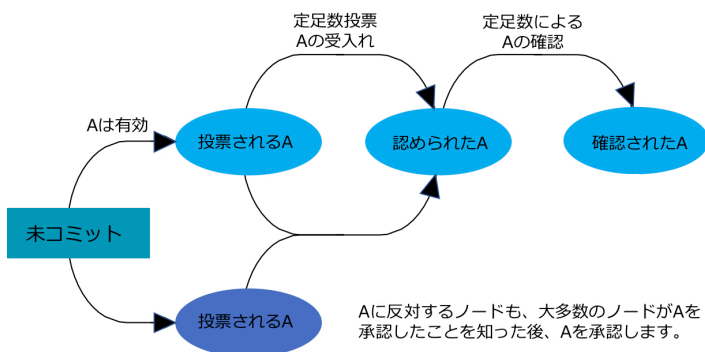 定足数投票
Aの受入れ
定足数による
Aの確認
Aは有効
投票されるA
認められたA
確認されたA
未コミット
投票されるA
Aに反対するノードも、大多数のノードがAを
承認したことを知った後、Aを承認します。